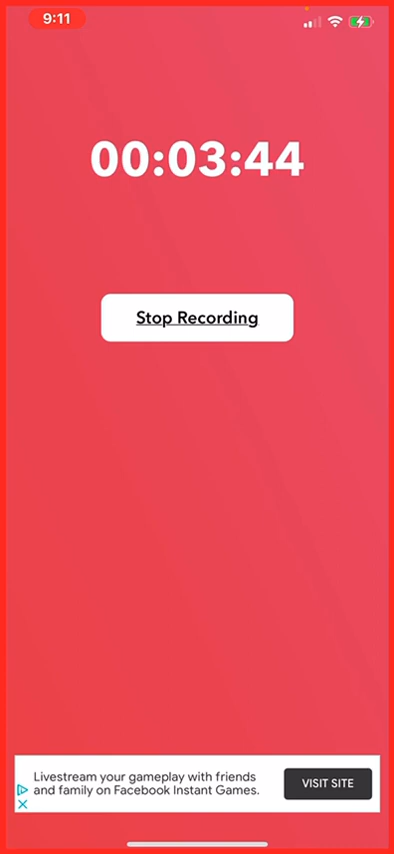 9:11
00:03:44
Stop Recording
Livestream your gameplay with friends
and family on Facebook Instant Games.
VISIT SITE